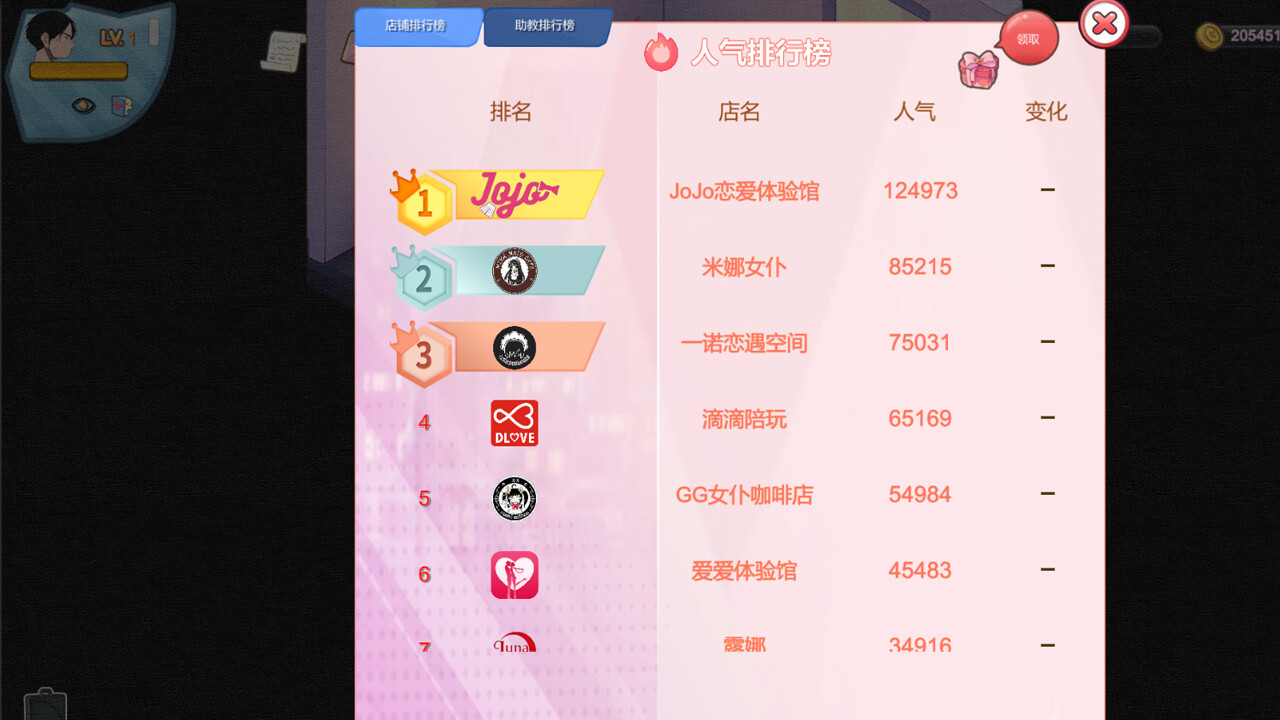 LV. 1
店铺排行榜
助教排行榜
人气排行榜
领取
205451
排名
店名
人气
变化
1
Jojo
JoJo恋爱体验馆
124973
2
米娜女仆
85215
3
一诺恋遇空间
75031
4
DLOVE
滴滴陪玩
65169
5
GG女仆咖啡店
54984
6
爱爱体验馆
45483
7
luna
露娜
34916